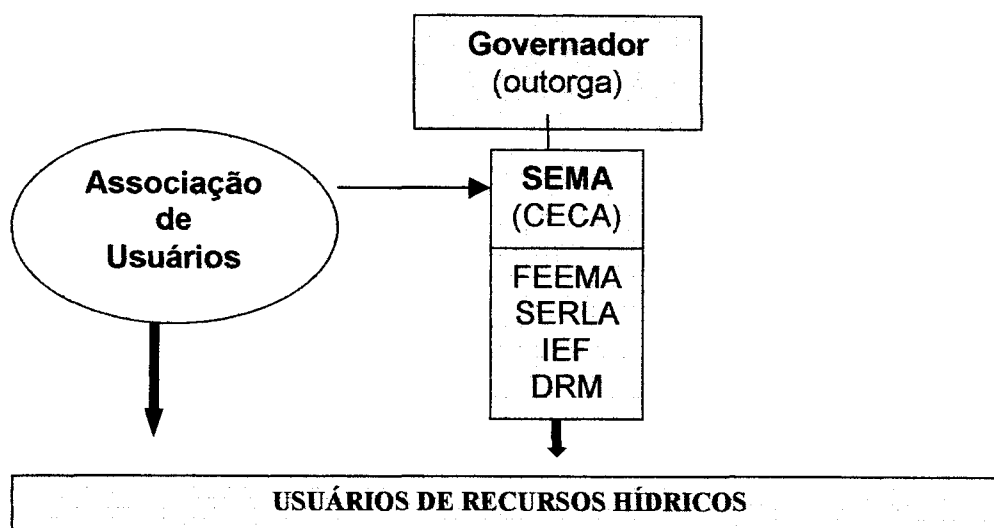 Governador
(outorga)
Associação
de
Usuários
SEMA
(CECA)
FEEMA
SERLA
IEF
DRM
USUÁRIOS DE RECURSOS HÍDRICOS